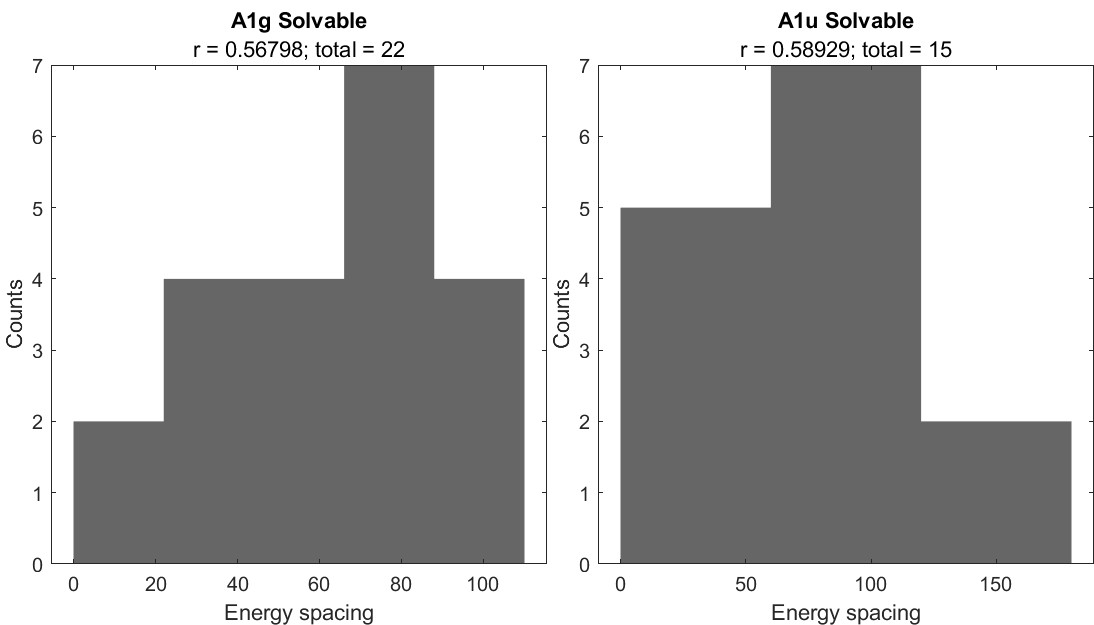 A1g Solvable
r = 0.56798; total = 22
7
6
5
4
3
2
1
0
Counts
0 20 40 60 80 100
Energy spacing
A1u Solvable
r = 0.58929; total = 15
7
6
5
4
3
2
1
0
Counts
0 50 100 150
Energy spacing